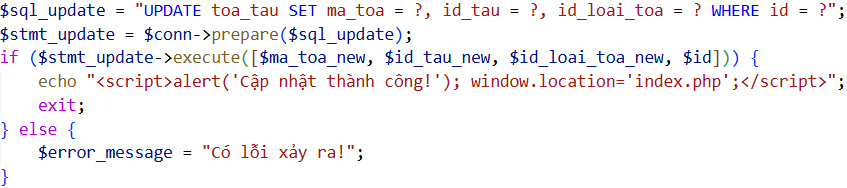 $sql_update = "UPDATE toa_tau SET ma_toa = ?, id_tau = ?, id_loai_toa = ? WHERE id = ?";
$stmt_update = $conn->prepare($sql_update);
if ($stmt_update->execute([$ma_toa_new, $id_tau_new, $id_loai_toa_new, $id])) {
    echo "<script>alert('Cập nhật thành công!'); window.location='index.php';</script>";
    exit;
} else {
    $error_message = "Có lỗi xảy ra!";
}